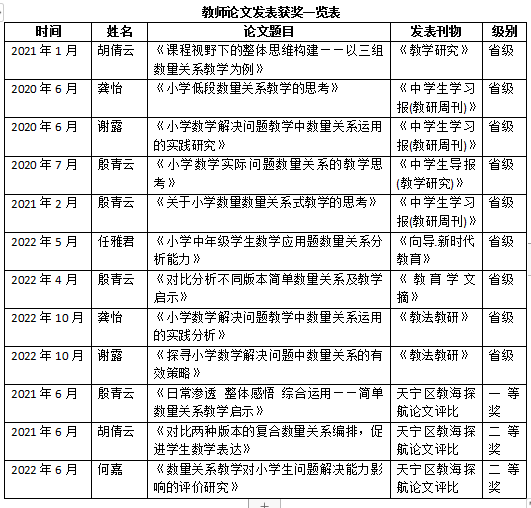 教师论文发表获奖一览表
时间 姓名 论文题目 发表刊物 级别
2021 年 1 月 胡倩云 《课程视野下的整体思维构建——以三组 《教学研究》 省级
数量关系教学为例》
2020 年 6 月 龚怡 《小学低段数量关系教学的思考》 《中学生学习 省级
报(教研周刊)》
2020 年 6 月 谢露 《小学数学解决问题教学中数量关系运用 《中学生学习 省级
的实践研究》 报(教研周刊)》
2020 年 7 月 殷青云 《小学数学实际问题数量关系的教学思 《中学生导报 省级
考》 (教学研究)》
2021 年 2 月 殷青云 《关于小学数量数量关系式教学的思考》 《中学生学习 省级
报(教研周刊)》
2022 年 5 月 任雅君 《小学中年级学生数学应用题数量关系分 《向导.新时代 省级
析能力》 教育》
2022 年 4 月 殷青云 《对比分析不同版本简单数量关系及教学 《教育学文 省级
启示》 摘》
2022 年 10 月 龚怡 《小学数学解决问题教学中数量关系运用 《教法教研》 省级
的实践分析》
2022 年 10 月 谢露 《探寻小学数学解决问题中数量关系的有 《教法教研》 省级
效策略》
2021 年 6 月 殷青云 《日常渗透 整体感悟 综合运用——简单 天宁区教海探 一等
数量关系教学启示》 航论文评比 奖
2021 年 6 月 胡倩云 《对比两种版本的复合数量关系编排，促 天宁区教海探 二等
进学生数学表达》 航论文评比 奖
2022 年 6 月 何嘉 《数量关系教学对小学生问题解决能力影 天宁区教海探 二等
响的评价研究》 航论文评比 奖